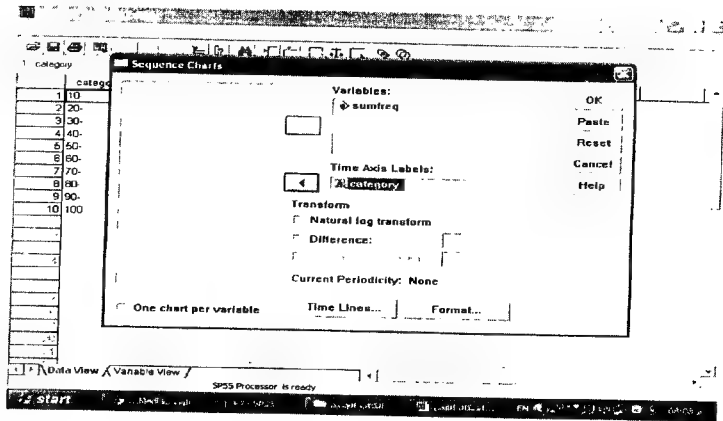 1 category
Sequence Charts
catego
1 10-
2 20-
3 30-
4 40-
5 50-
6 60-
7 70-
8 80-
9 90-
10 100
Variables:
sumfreq
Time Axis Labels:
category
Transform
Natural log transform
Difference:
Current Periodicity: None
One chart per variable
Time Lines...
Format...
OK
Paste
Reset
Cancel
Help
Data View
Variable View
SPSS Processor is ready
start
EN